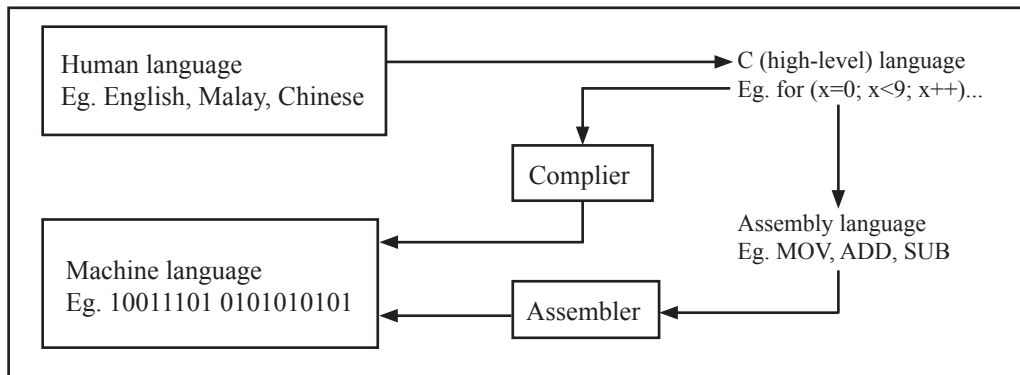 Human language
Eg. English, Malay, Chinese
C (high-level) language
Eg. for (x=0; x<9; x++)...
Complier
Assembly language
Eg. MOV, ADD, SUB
Machine language
Eg. 10011101 0101010101
Assembler